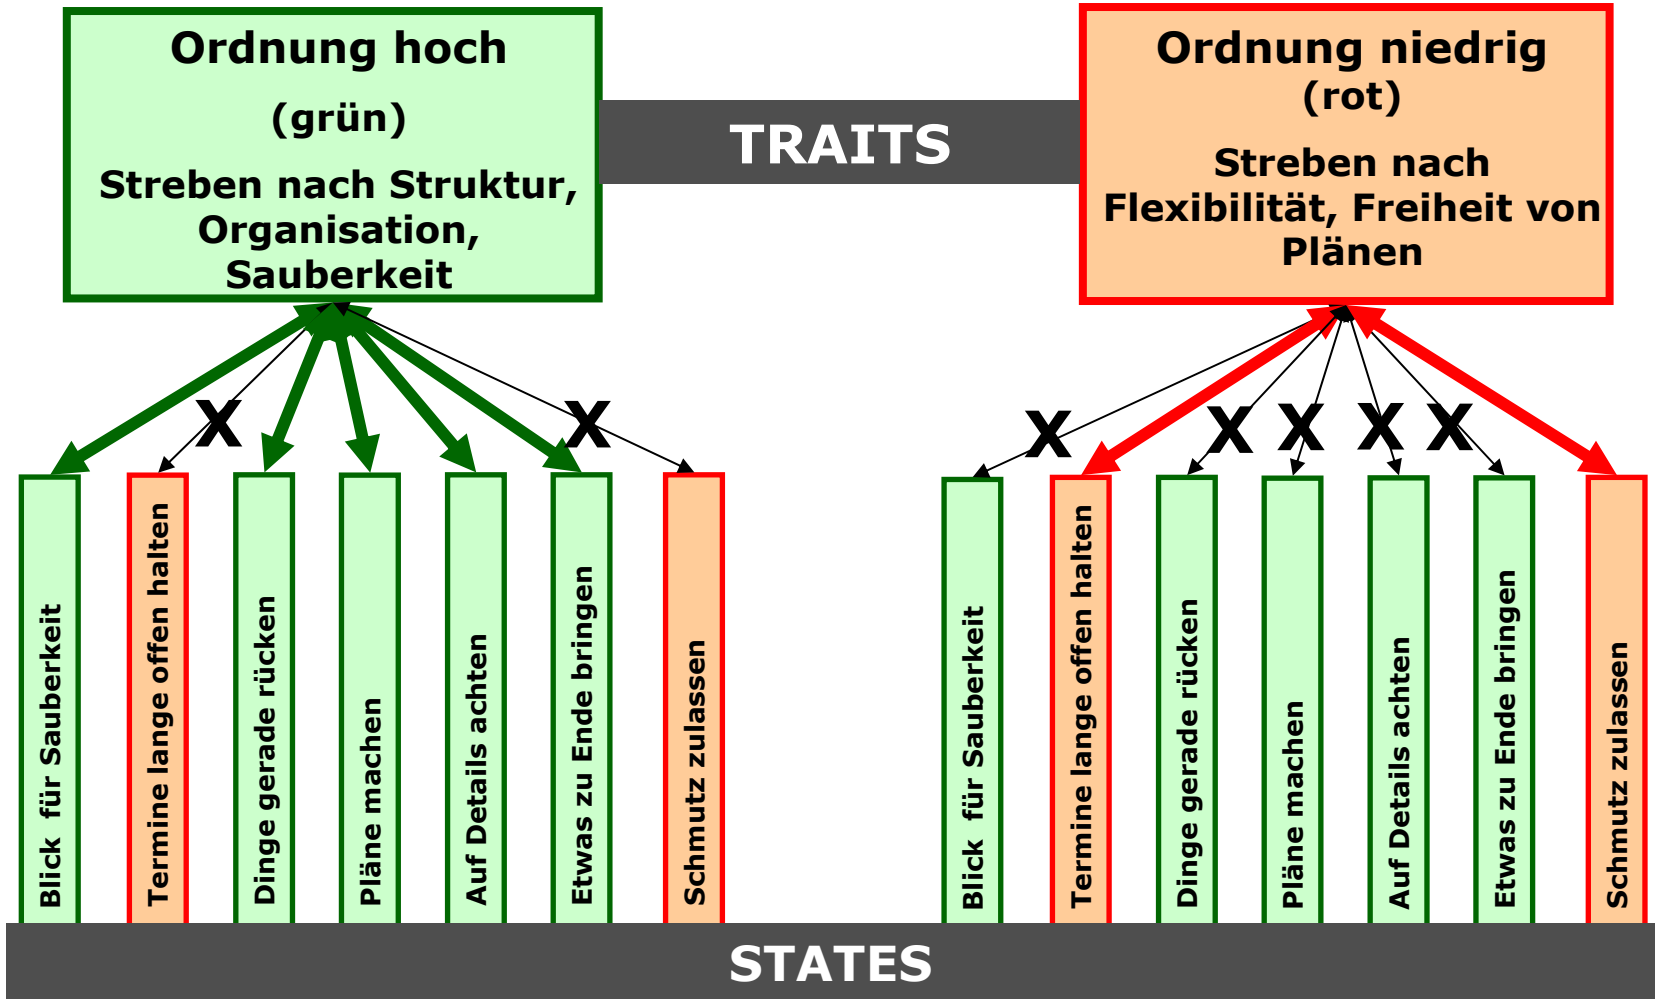 Ordnung hoch
(grün)
Streben nach Struktur,
Organisation,
Sauberkeit
TRAITS
Ordnung niedrig
(rot)
Streben nach
Flexibilität, Freiheit von
Plänen
X
X
X
X
X
X
X
Blick für Sauberkeit
Termine lange offen halten
Dinge gerade rücken
Pläne machen
Auf Details achten
Etwas zu Ende bringen
Schmutz zulassen
Blick für Sauberkeit
Termine lange offen halten
Dinge gerade rücken
Pläne machen
Auf Details achten
Etwas zu Ende bringen
Schmutz zulassen
STATES